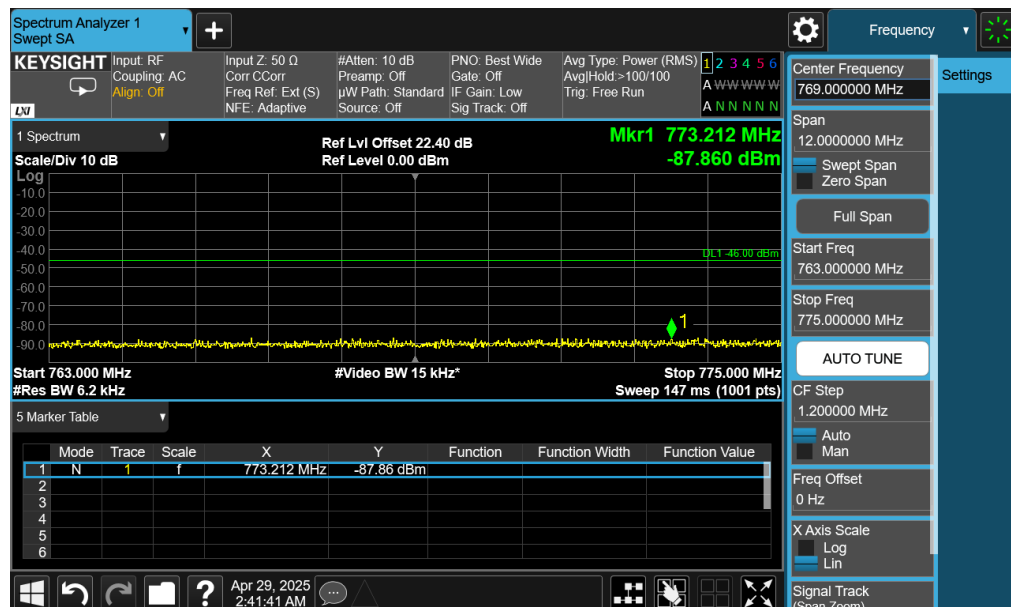 Spectrum Analyzer 1
Swept SA
Frequency
KEYSIGHT
LXI
Input: RF
Coupling: AC
Align: Off
Input Z: 50 Ω
Corr CCorr
Freq Ref: Ext (S)
NFE: Adaptive
#Atten: 10 dB
Preamp: Off
µW Path: Standard
Source: Off
PNO: Best Wide
Gate: Off
IF Gain: Low
Sig Track: Off
Avg Type: Power (RMS)
Avg|Hold:>100/100
Trig: Free Run
1 2 3 4 5 6
A W W W W W
A N N N N N
1 Spectrum
Scale/Div 10 dB
Ref Lvl Offset 22.40 dB
Ref Level 0.00 dBm
Mkr1 773.212 MHz
-87.860 dBm
Log
-10.0
-20.0
-30.0
-40.0
DL1 -46.00 dBm
-50.0
-60.0
-70.0
-80.0
1
-90.0
Start 763.000 MHz
#Video BW 15 kHz*
Stop 775.000 MHz
#Res BW 6.2 kHz
Sweep 147 ms (1001 pts)
5 Marker Table
Mode Trace Scale X Y Function Function Width Function Value
1 N 1 f 773.212 MHz -87.86 dBm
2
3
4
5
6
Apr 29, 2025
2:41:41 AM
Center Frequency
769.000000 MHz
Settings
Span
12.0000000 MHz
Swept Span
Zero Span
Full Span
Start Freq
763.000000 MHz
Stop Freq
775.000000 MHz
AUTO TUNE
CF Step
1.200000 MHz
Auto
Man
Freq Offset
0 Hz
X Axis Scale
Log
Lin
Signal Track
(Span Zoom)